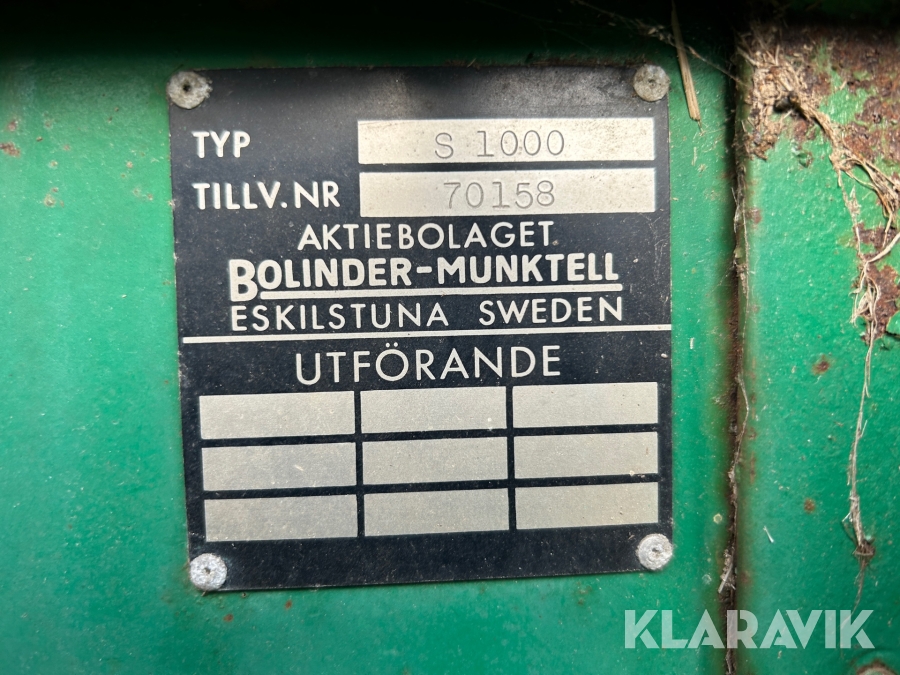 TYP S 1000
TILLV.NR 70158
AKTIEBOLAGET
BOLINDER-MUNKTELL
ESKILSTUNA SWEDEN
UTFÖRANDE
KLARAVIK